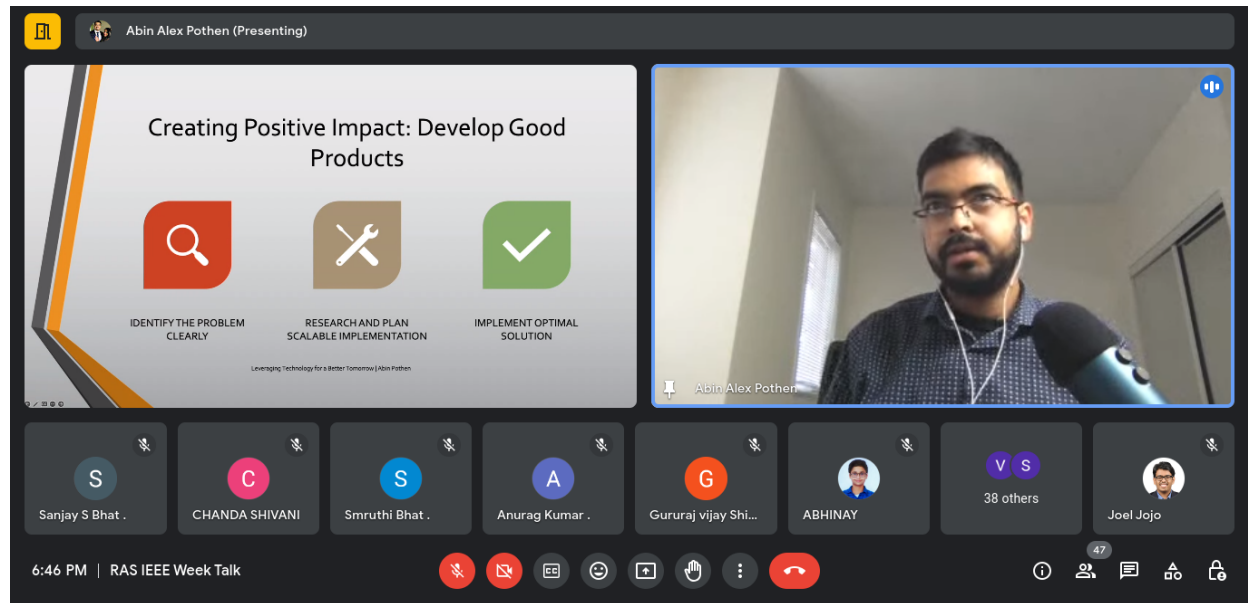 Abin Alex Pothen (Presenting)
Creating Positive Impact: Develop Good
Products
IDENTIFY THE PROBLEM
CLEARLY
RESEARCH AND PLAN
SCALABLE IMPLEMENTATION
IMPLEMENT OPTIMAL
SOLUTION
Leveraging Technology for a Better Tomorrow | Abin Pothen
Abin Alex Pothen
S
Sanjay S Bhat .
C
CHANDA SHIVANI
S
Smruthi Bhat .
A
Anurag Kumar .
G
Gururaj vijay Shi...
ABHINAY
V S
38 others
Joel Jojo
6:46 PM | RAS IEEE Week Talk
CC
47